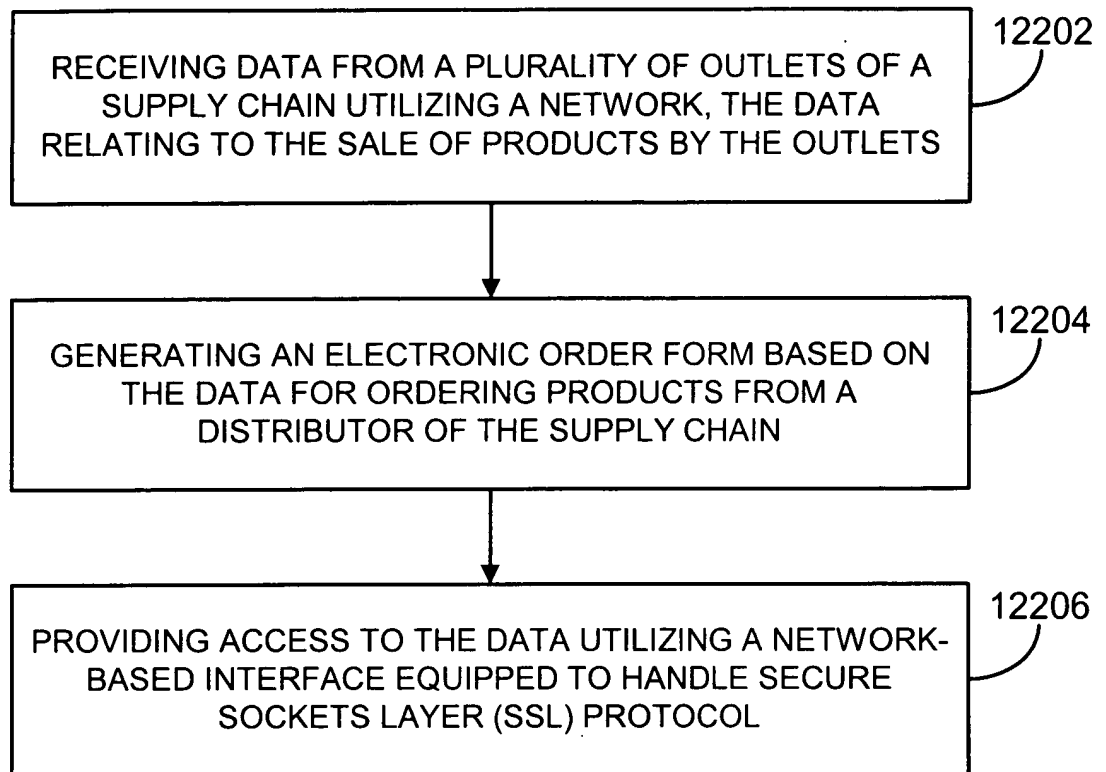 12202
RECEIVING DATA FROM A PLURALITY OF OUTLETS OF A
SUPPLY CHAIN UTILIZING A NETWORK, THE DATA
RELATING TO THE SALE OF PRODUCTS BY THE OUTLETS
12204
GENERATING AN ELECTRONIC ORDER FORM BASED ON
THE DATA FOR ORDERING PRODUCTS FROM A
DISTRIBUTOR OF THE SUPPLY CHAIN
12206
PROVIDING ACCESS TO THE DATA UTILIZING A NETWORK-
BASED INTERFACE EQUIPPED TO HANDLE SECURE
SOCKETS LAYER (SSL) PROTOCOL